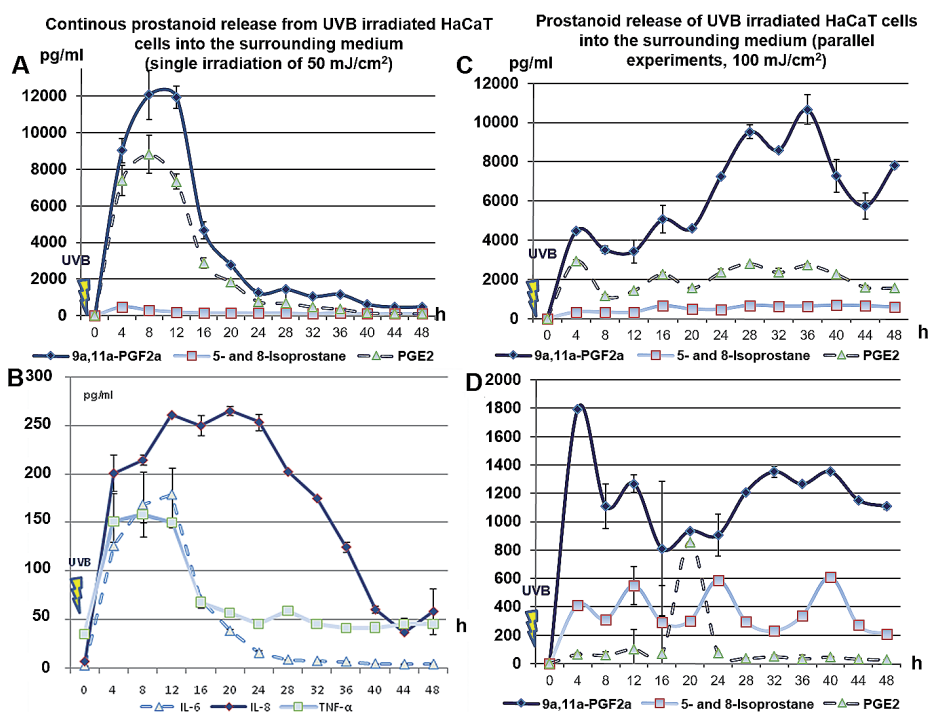 Continous prostanoid release from UVB irradiated HaCaT
cells into the surrounding medium
(single irradiation of 50 mJ/cm²)
A
pg/ml
12000
10000
8000
6000
4000
2000
0
UVB
0 4 8 12 16 20 24 28 32 36 40 44 48
h
9a,11a-PGF2a 5- and 8-Isoprostane PGE2
B
300
250
200
150
100
50
0
pg/ml
UVB
h
0 4 8 12 16 20 24 28 32 36 40 44 48
IL-6 IL-8 TNF-α
Prostanoid release of UVB irradiated HaCaT cells
into the surrounding medium (parallel
experiments, 100 mJ/cm²)
C
pg/ml
12000
10000
8000
6000
4000
2000
0
UVB
0 4 8 12 16 20 24 28 32 36 40 44 48
h
9a,11a-PGF2a 5- and 8-Isoprostane PGE2
D
2000
1800
1600
1400
1200
1000
800
600
400
200
0
UVB
0 4 8 12 16 20 24 28 32 36 40 44 48
h
9a,11a-PGF2a 5- and 8-Isoprostane PGE2